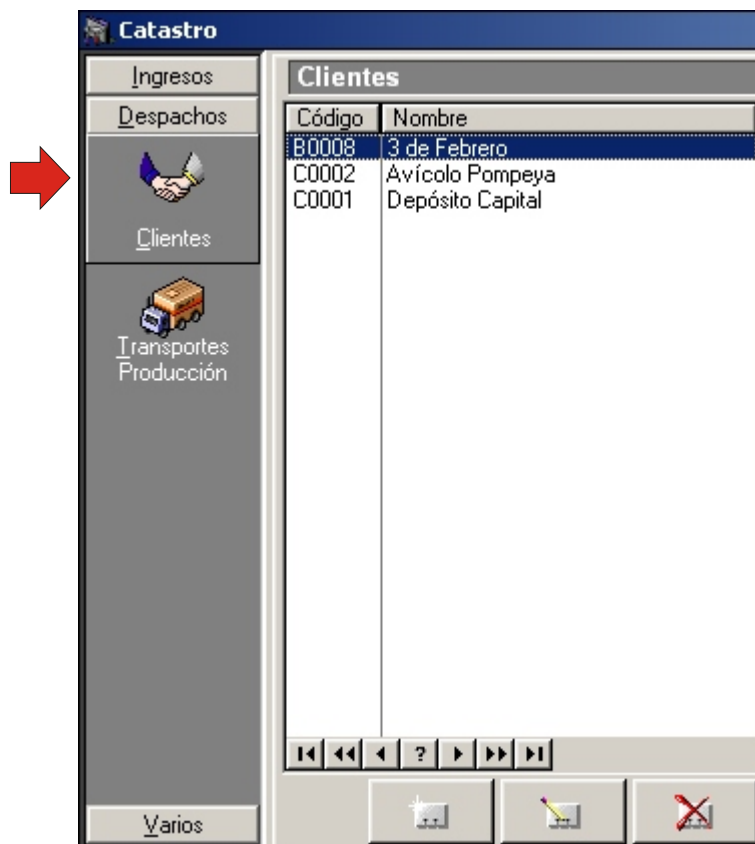 Catastro
Ingresos
Despachos
Clientes
Transportes
Producción
Varios
Clientes
Código Nombre
B0008 3 de Febrero
C0002 Avícolo Pompeya
C0001 Depósito Capital
?